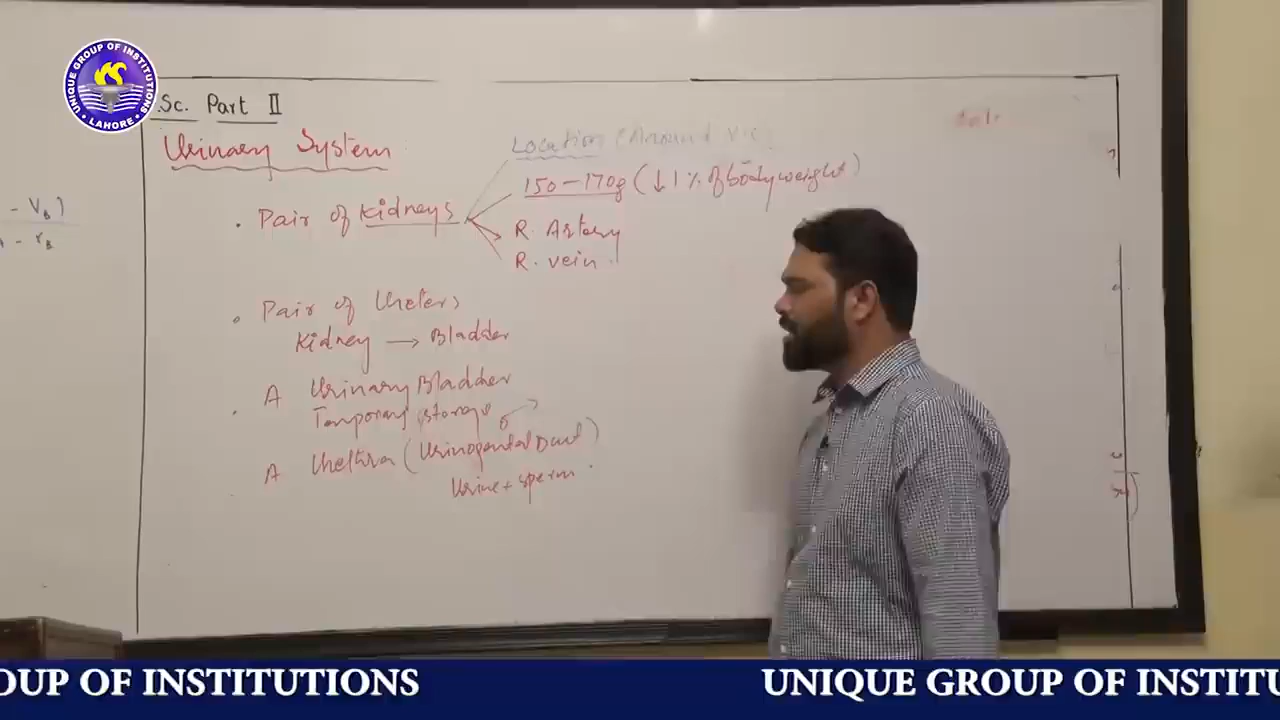 UNIQUE GROUP OF INSTITUTIONS
• LAHORE •
.Sc. Part II
Urinary System
Location (Around
150-170g (↓1% of body weight)
• Pair of Kidneys
R. Artery
R. vein
- VB)
- rB
• Pair of Ureters
Kidney → Bladder
• A Urinary Bladder
Temporary storage
A Urethra (Urinogenital Duct)
Urine + sperm
OUP OF INSTITUTIONS
UNIQUE GROUP OF INSTITU